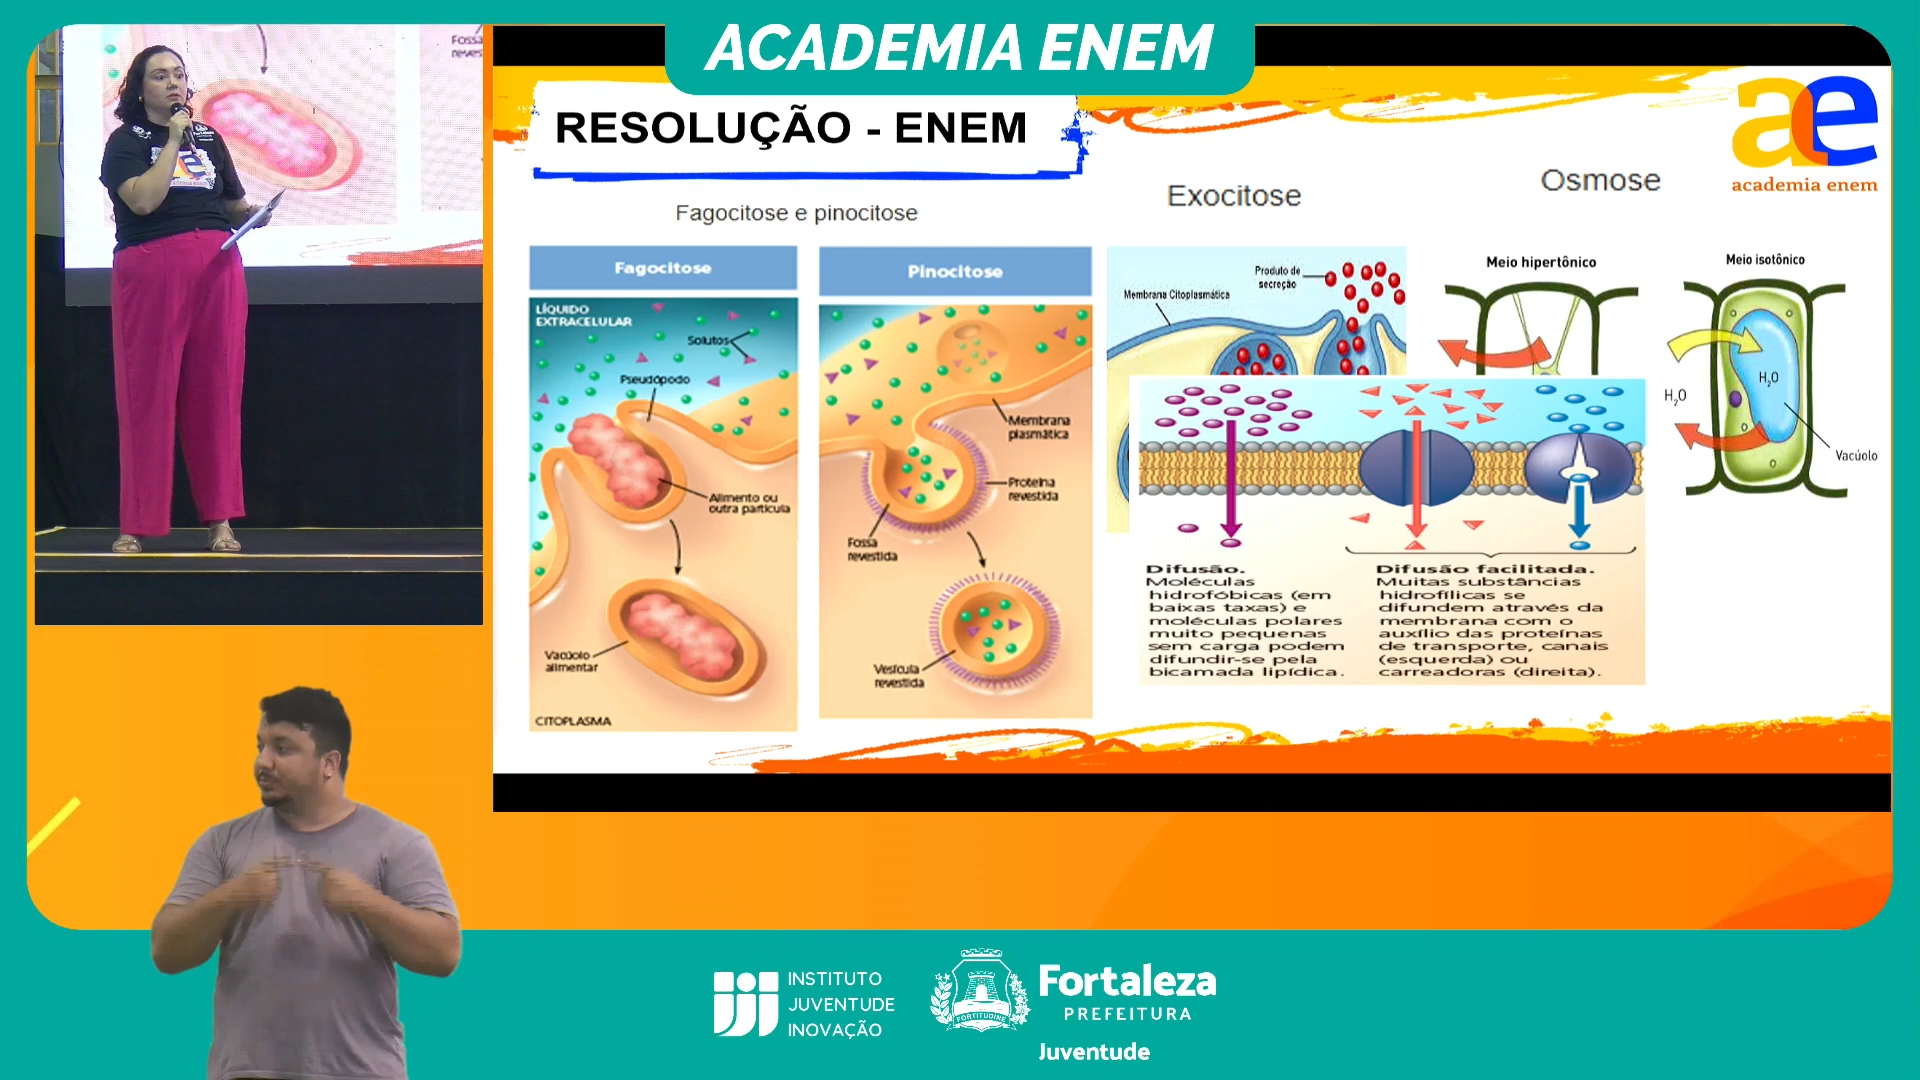 ACADEMIA ENEM
RESOLUÇÃO - ENEM
ae
academia enem
Fagocitose e pinocitose
Exocitose
Osmose
Fagocitose
LÍQUIDO
EXTRACELULAR
Solutos
Pseudópodo
Alimento ou
outra partícula
Vacúolo
alimentar
CITOPLASMA
Pinocitose
Membrana
plasmática
Proteína
revestida
Fossa
revestida
Vesícula
revestida
Produto de
secreção
Membrana Citoplasmática
Meio hipertônico
Meio isotônico
H₂O
H₂O
Vacúolo
Difusão.
Moléculas
hidrofóbicas (em
baixas taxas) e
moléculas polares
muito pequenas
sem carga podem
difundir-se pela
bicamada lipídica.
Difusão facilitada.
Muitas substâncias
hidrofílicas se
difundem através da
membrana com o
auxílio das proteínas
de transporte, canais
(esquerda) ou
carreadoras (direita).
INSTITUTO
JUVENTUDE
INOVAÇÃO
FORTITUDINE
Fortaleza
PREFEITURA
Juventude